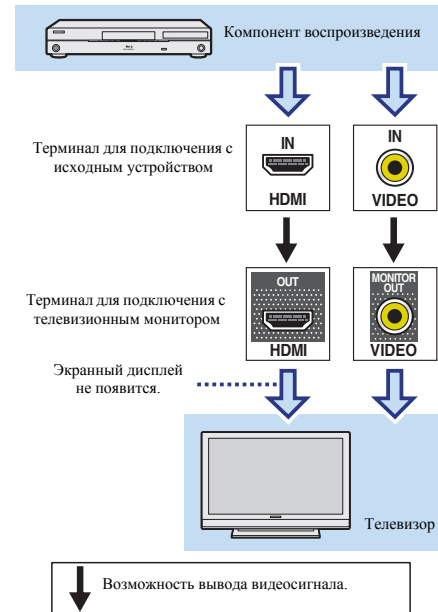 Компонент воспроизведения
Терминал для подключения с
исходным устройством
IN
HDMI
IN
VIDEO
Терминал для подключения с
телевизионным монитором
OUT
HDMI
MONITOR
OUT
VIDEO
Экранный дисплей
не появится.
Телевизор
Возможность вывода видеосигнала.